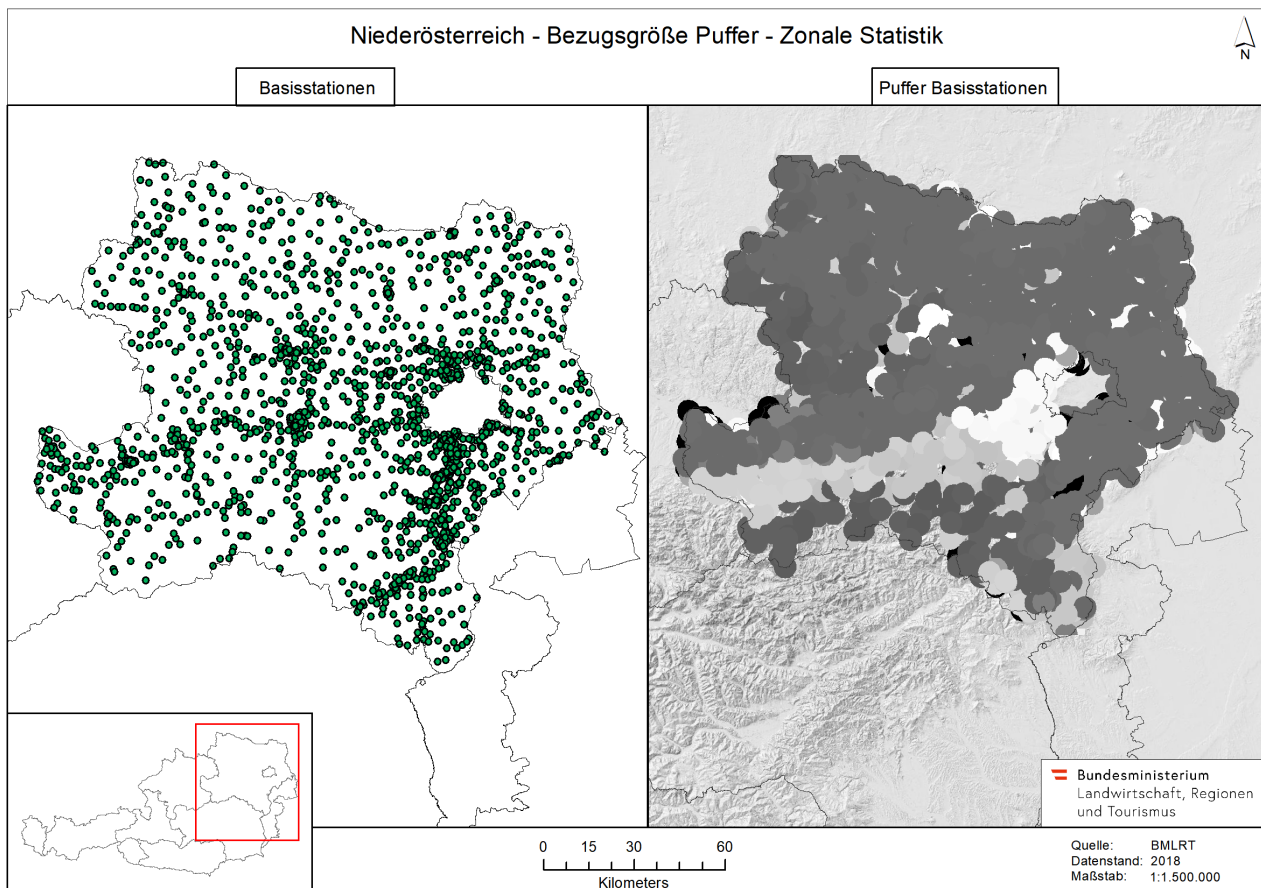 Niederösterreich - Bezugsgröße Puffer - Zonale Statistik
N
Basisstationen
Puffer Basisstationen
Bundesministerium
Landwirtschaft, Regionen
und Tourismus
0 15 30 60
Kilometers
Quelle: BMLRT
Datenstand: 2018
Maßstab: 1:1.500.000